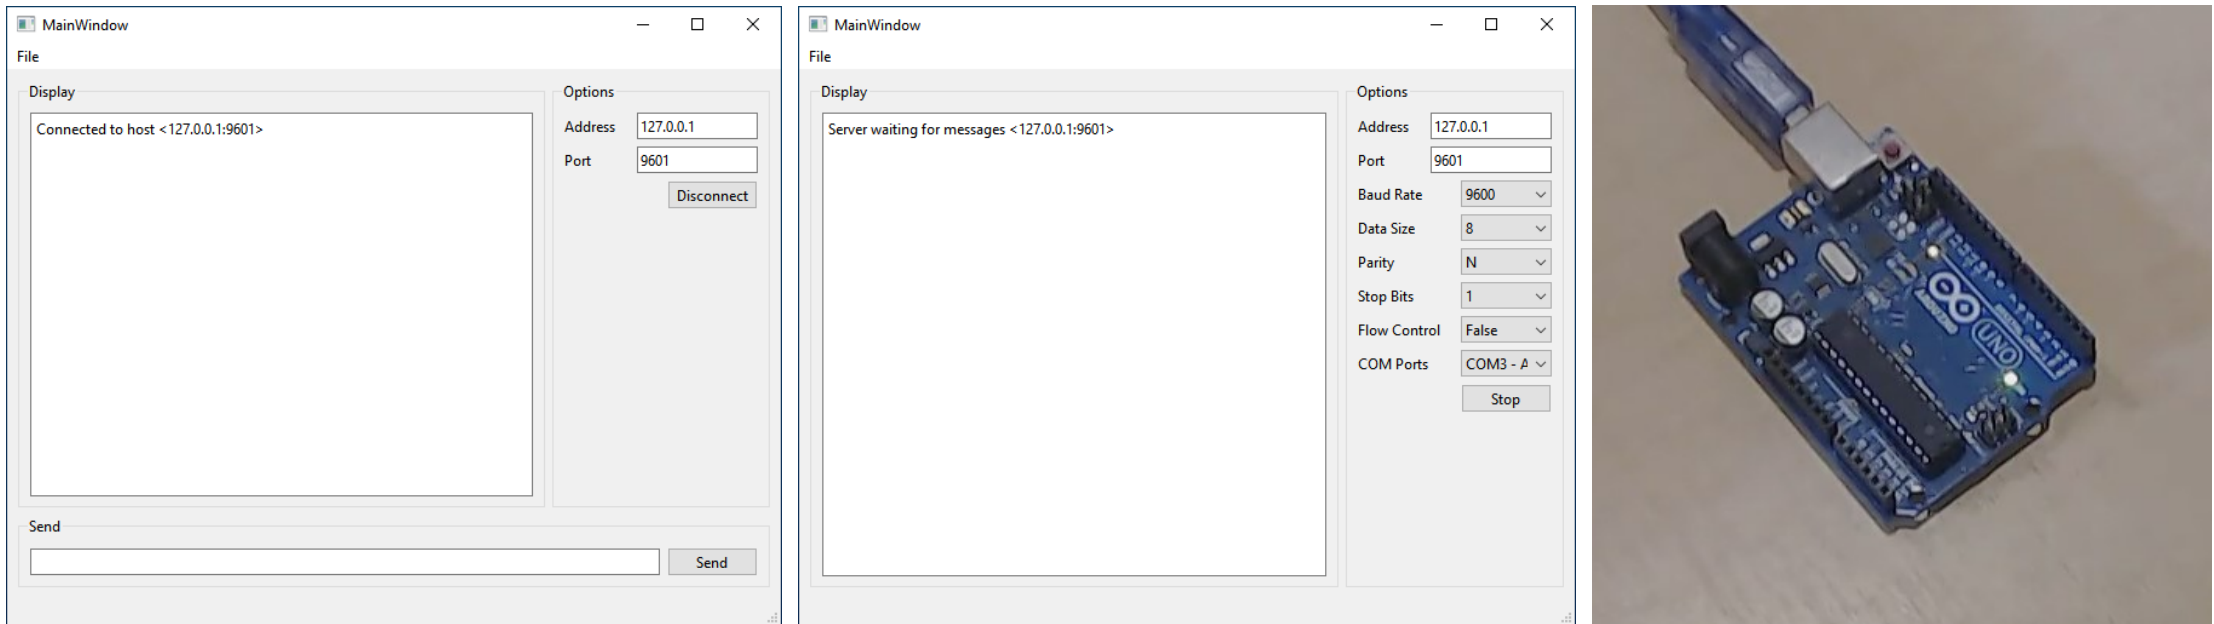 MainWindow
File
Display
Connected to host <127.0.0.1:9601>
Options
Address 127.0.0.1
Port 9601
Disconnect
Send
Send
MainWindow
File
Display
Server waiting for messages <127.0.0.1:9601>
Options
Address 127.0.0.1
Port 9601
Baud Rate 9600
Data Size 8
Parity N
Stop Bits 1
Flow Control False
COM Ports COM3 - A
Stop
ARDUINO
UNO